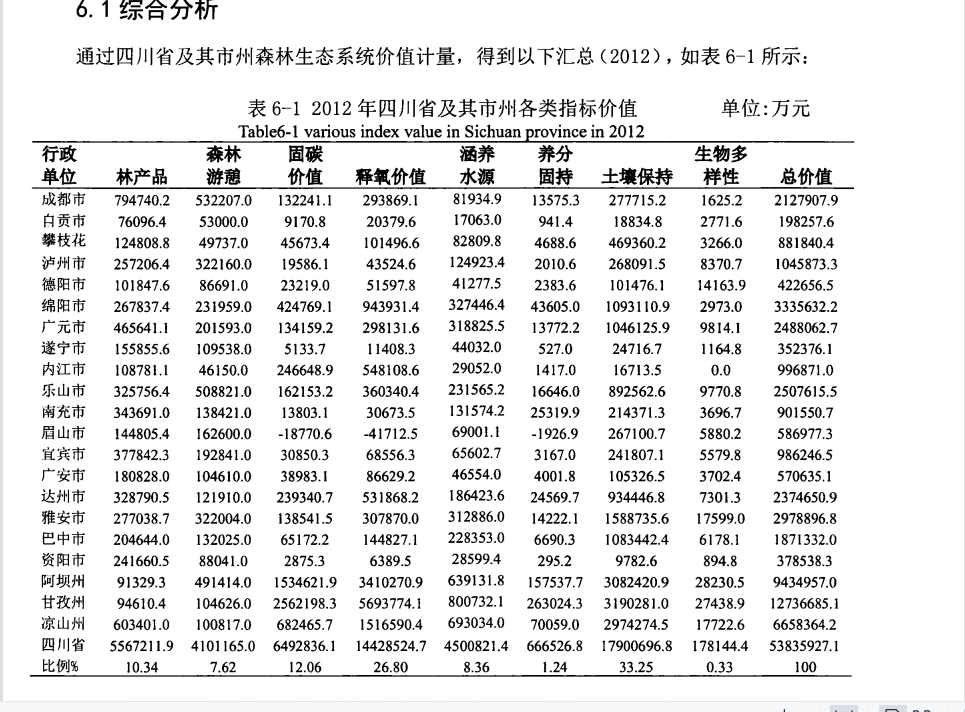 6.1 综合分析
通过四川省及其市州森林生态系统价值计量，得到以下汇总(2012)，如表 6-1 所示：
表 6-1 2012 年四川省及其市州各类指标价值 单位:万元
Table6-1 various index value in Sichuan province in 2012
行政 森林 固碳 涵养 养分 生物多
单位 林产品 游憩 价值 释氧价值 水源 固持 土壤保持 样性 总价值
成都市 794740.2 532207.0 132241.1 293869.1 81934.9 13575.3 277715.2 1625.2 2127907.9
自贡市 76096.4 53000.0 9170.8 20379.6 17063.0 941.4 18834.8 2771.6 198257.6
攀枝花 124808.8 49737.0 45673.4 101496.6 82809.8 4688.6 469360.2 3266.0 881840.4
泸州市 257206.4 322160.0 19586.1 43524.6 124923.4 2010.6 268091.5 8370.7 1045873.3
德阳市 101847.6 86691.0 23219.0 51597.8 41277.5 2383.6 101476.1 14163.9 422656.5
绵阳市 267837.4 231959.0 424769.1 943931.4 327446.4 43605.0 1093110.9 2973.0 3335632.2
广元市 465641.1 201593.0 134159.2 298131.6 318825.5 13772.2 1046125.9 9814.1 2488062.7
遂宁市 155855.6 109538.0 5133.7 11408.3 44032.0 527.0 24716.7 1164.8 352376.1
内江市 108781.1 46150.0 246648.9 548108.6 29052.0 1417.0 16713.5 0.0 996871.0
乐山市 325756.4 508821.0 162153.2 360340.4 231565.2 16646.0 892562.6 9770.8 2507615.5
南充市 343691.0 138421.0 13803.1 30673.5 131574.2 25319.9 214371.3 3696.7 901550.7
眉山市 144805.4 162600.0 -18770.6 -41712.5 69001.1 -1926.9 267100.7 5880.2 586977.3
宜宾市 377842.3 192841.0 30850.3 68556.3 65602.7 3167.0 241807.1 5579.8 986246.5
广安市 180828.0 104610.0 38983.1 86629.2 46554.0 4001.8 105326.5 3702.4 570635.1
达州市 328790.5 121910.0 239340.7 531868.2 186423.6 24569.7 934446.8 7301.3 2374650.9
雅安市 277038.7 322004.0 138541.5 307870.0 312886.0 14222.1 1588735.6 17599.0 2978896.8
巴中市 204644.0 132025.0 65172.2 144827.1 228353.0 6690.3 1083442.4 6178.1 1871332.0
资阳市 241660.5 88041.0 2875.3 6389.5 28599.4 295.2 9782.6 894.8 378538.3
阿坝州 91329.3 491414.0 1534621.9 3410270.9 639131.8 157537.7 3082420.9 28230.5 9434957.0
甘孜州 94610.4 104626.0 2562198.3 5693774.1 800732.1 263024.3 3190281.0 27438.9 12736685.1
凉山州 603401.0 100817.0 682465.7 1516590.4 693034.0 70059.0 2974274.5 17722.6 6658364.2
四川省 5567211.9 4101165.0 6492836.1 14428524.7 4500821.4 666526.8 17900696.8 178144.4 53835927.1
比例% 10.34 7.62 12.06 26.80 8.36 1.24 33.25 0.33 100